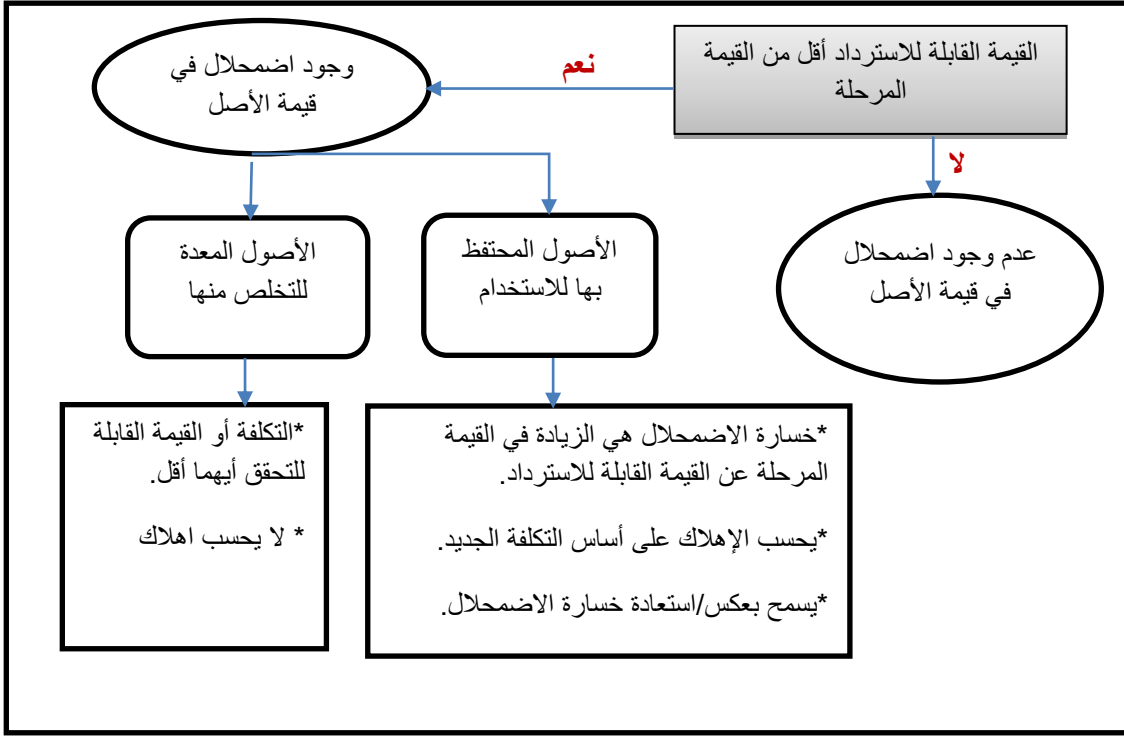 القيمة القابلة للاسترداد أقل من القيمة
المرحلة
نعم
وجود اضمحلال في
قيمة الأصل
لا
عدم وجود اضمحلال
في قيمة الأصل
الأصول المحتفظ
بها للاستخدام
الأصول المعدة
للتخلص منها
*خسارة الاضمحلال هي الزيادة في القيمة
المرحلة عن القيمة القابلة للاسترداد.
*يحسب الإهلاك على أساس التكلفة الجديد.
*يسمح بعكس/استعادة خسارة الاضمحلال.
*التكلفة أو القيمة القابلة
للتحقق أيهما أقل.
* لا يحسب اهلاك